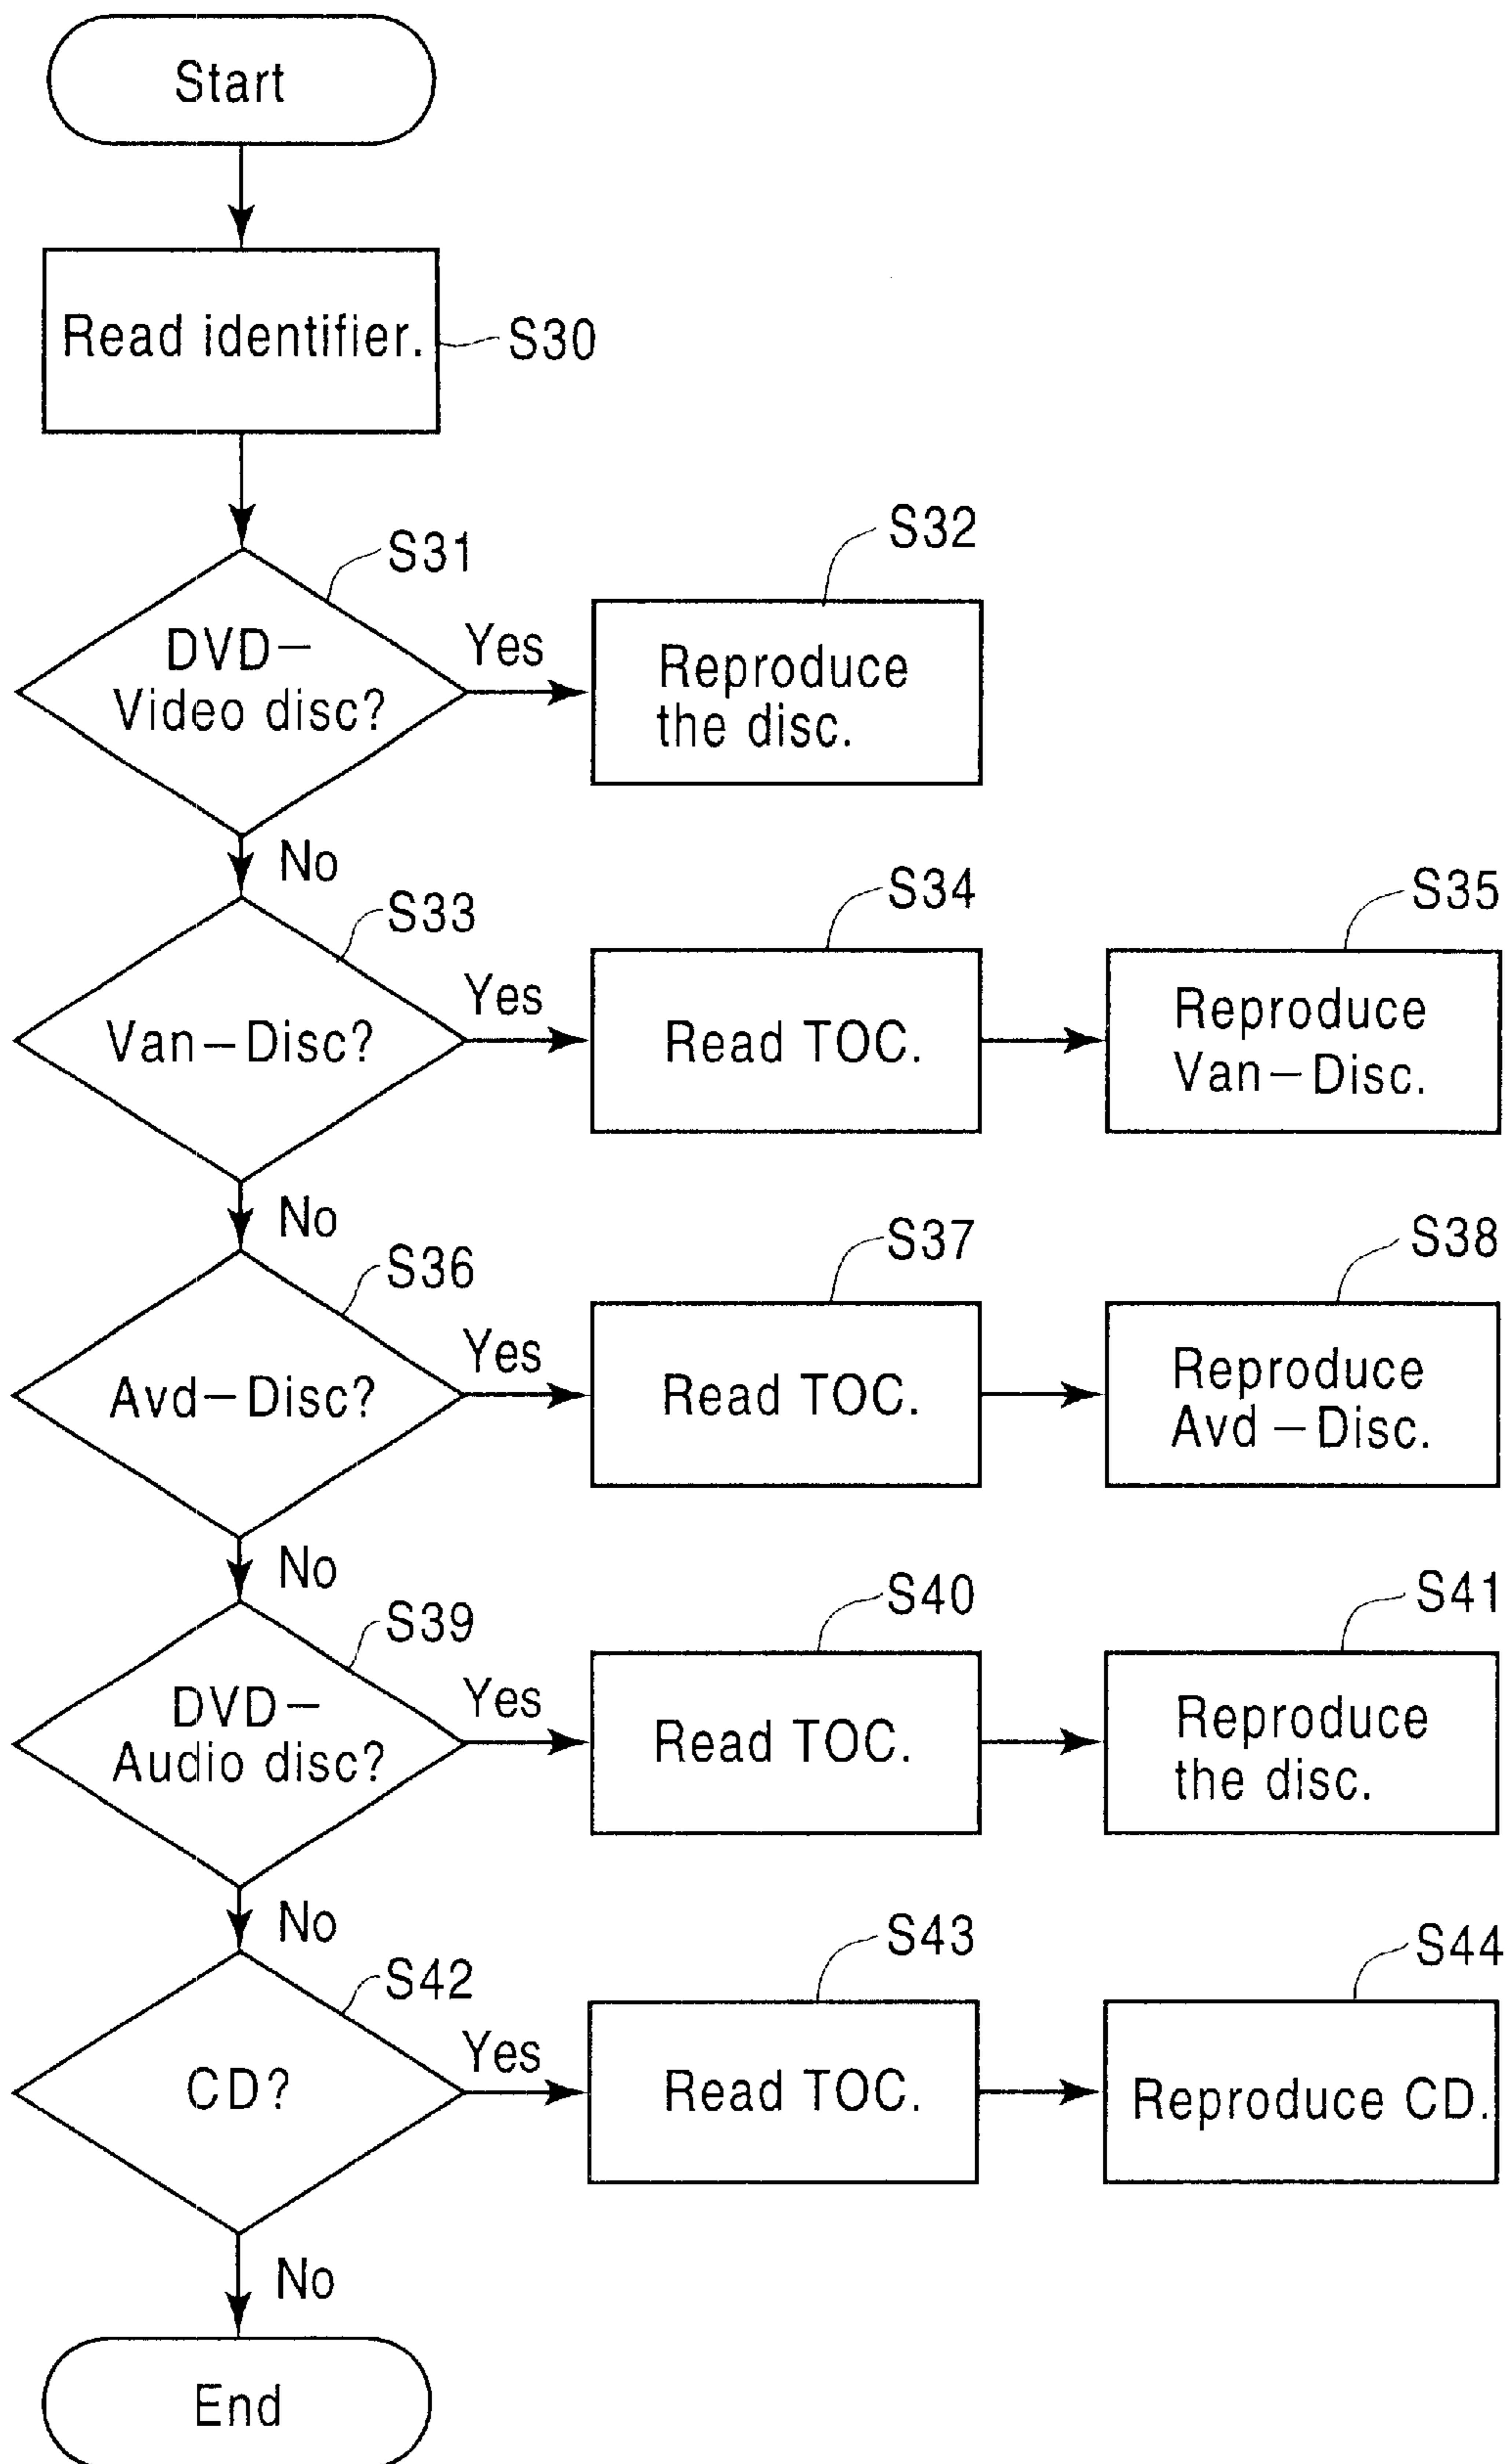 Start
Read identifier.
S30
S31
DVD–
Video disc?
Yes
S32
Reproduce
the disc.
No
S33
Van–Disc?
Yes
S34
Read TOC.
S35
Reproduce
Van–Disc.
No
S36
Avd–Disc?
Yes
S37
Read TOC.
S38
Reproduce
Avd –Disc.
No
S39
DVD–
Audio disc?
Yes
S40
Read TOC.
S41
Reproduce
the disc.
No
S42
CD?
Yes
S43
Read TOC.
S44
Reproduce CD.
No
End